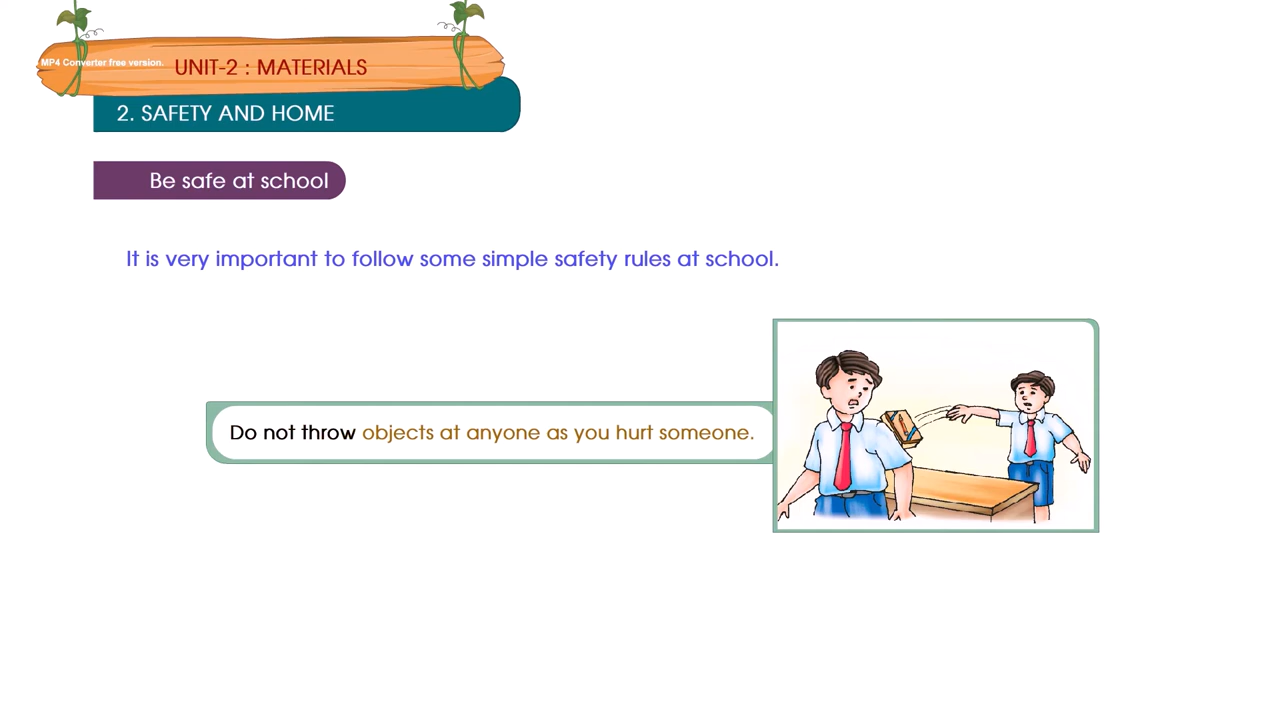 MP4 Converter free version.
UNIT-2 : MATERIALS
2. SAFETY AND HOME
Be safe at school
It is very important to follow some simple safety rules at school.
Do not throw objects at anyone as you hurt someone.